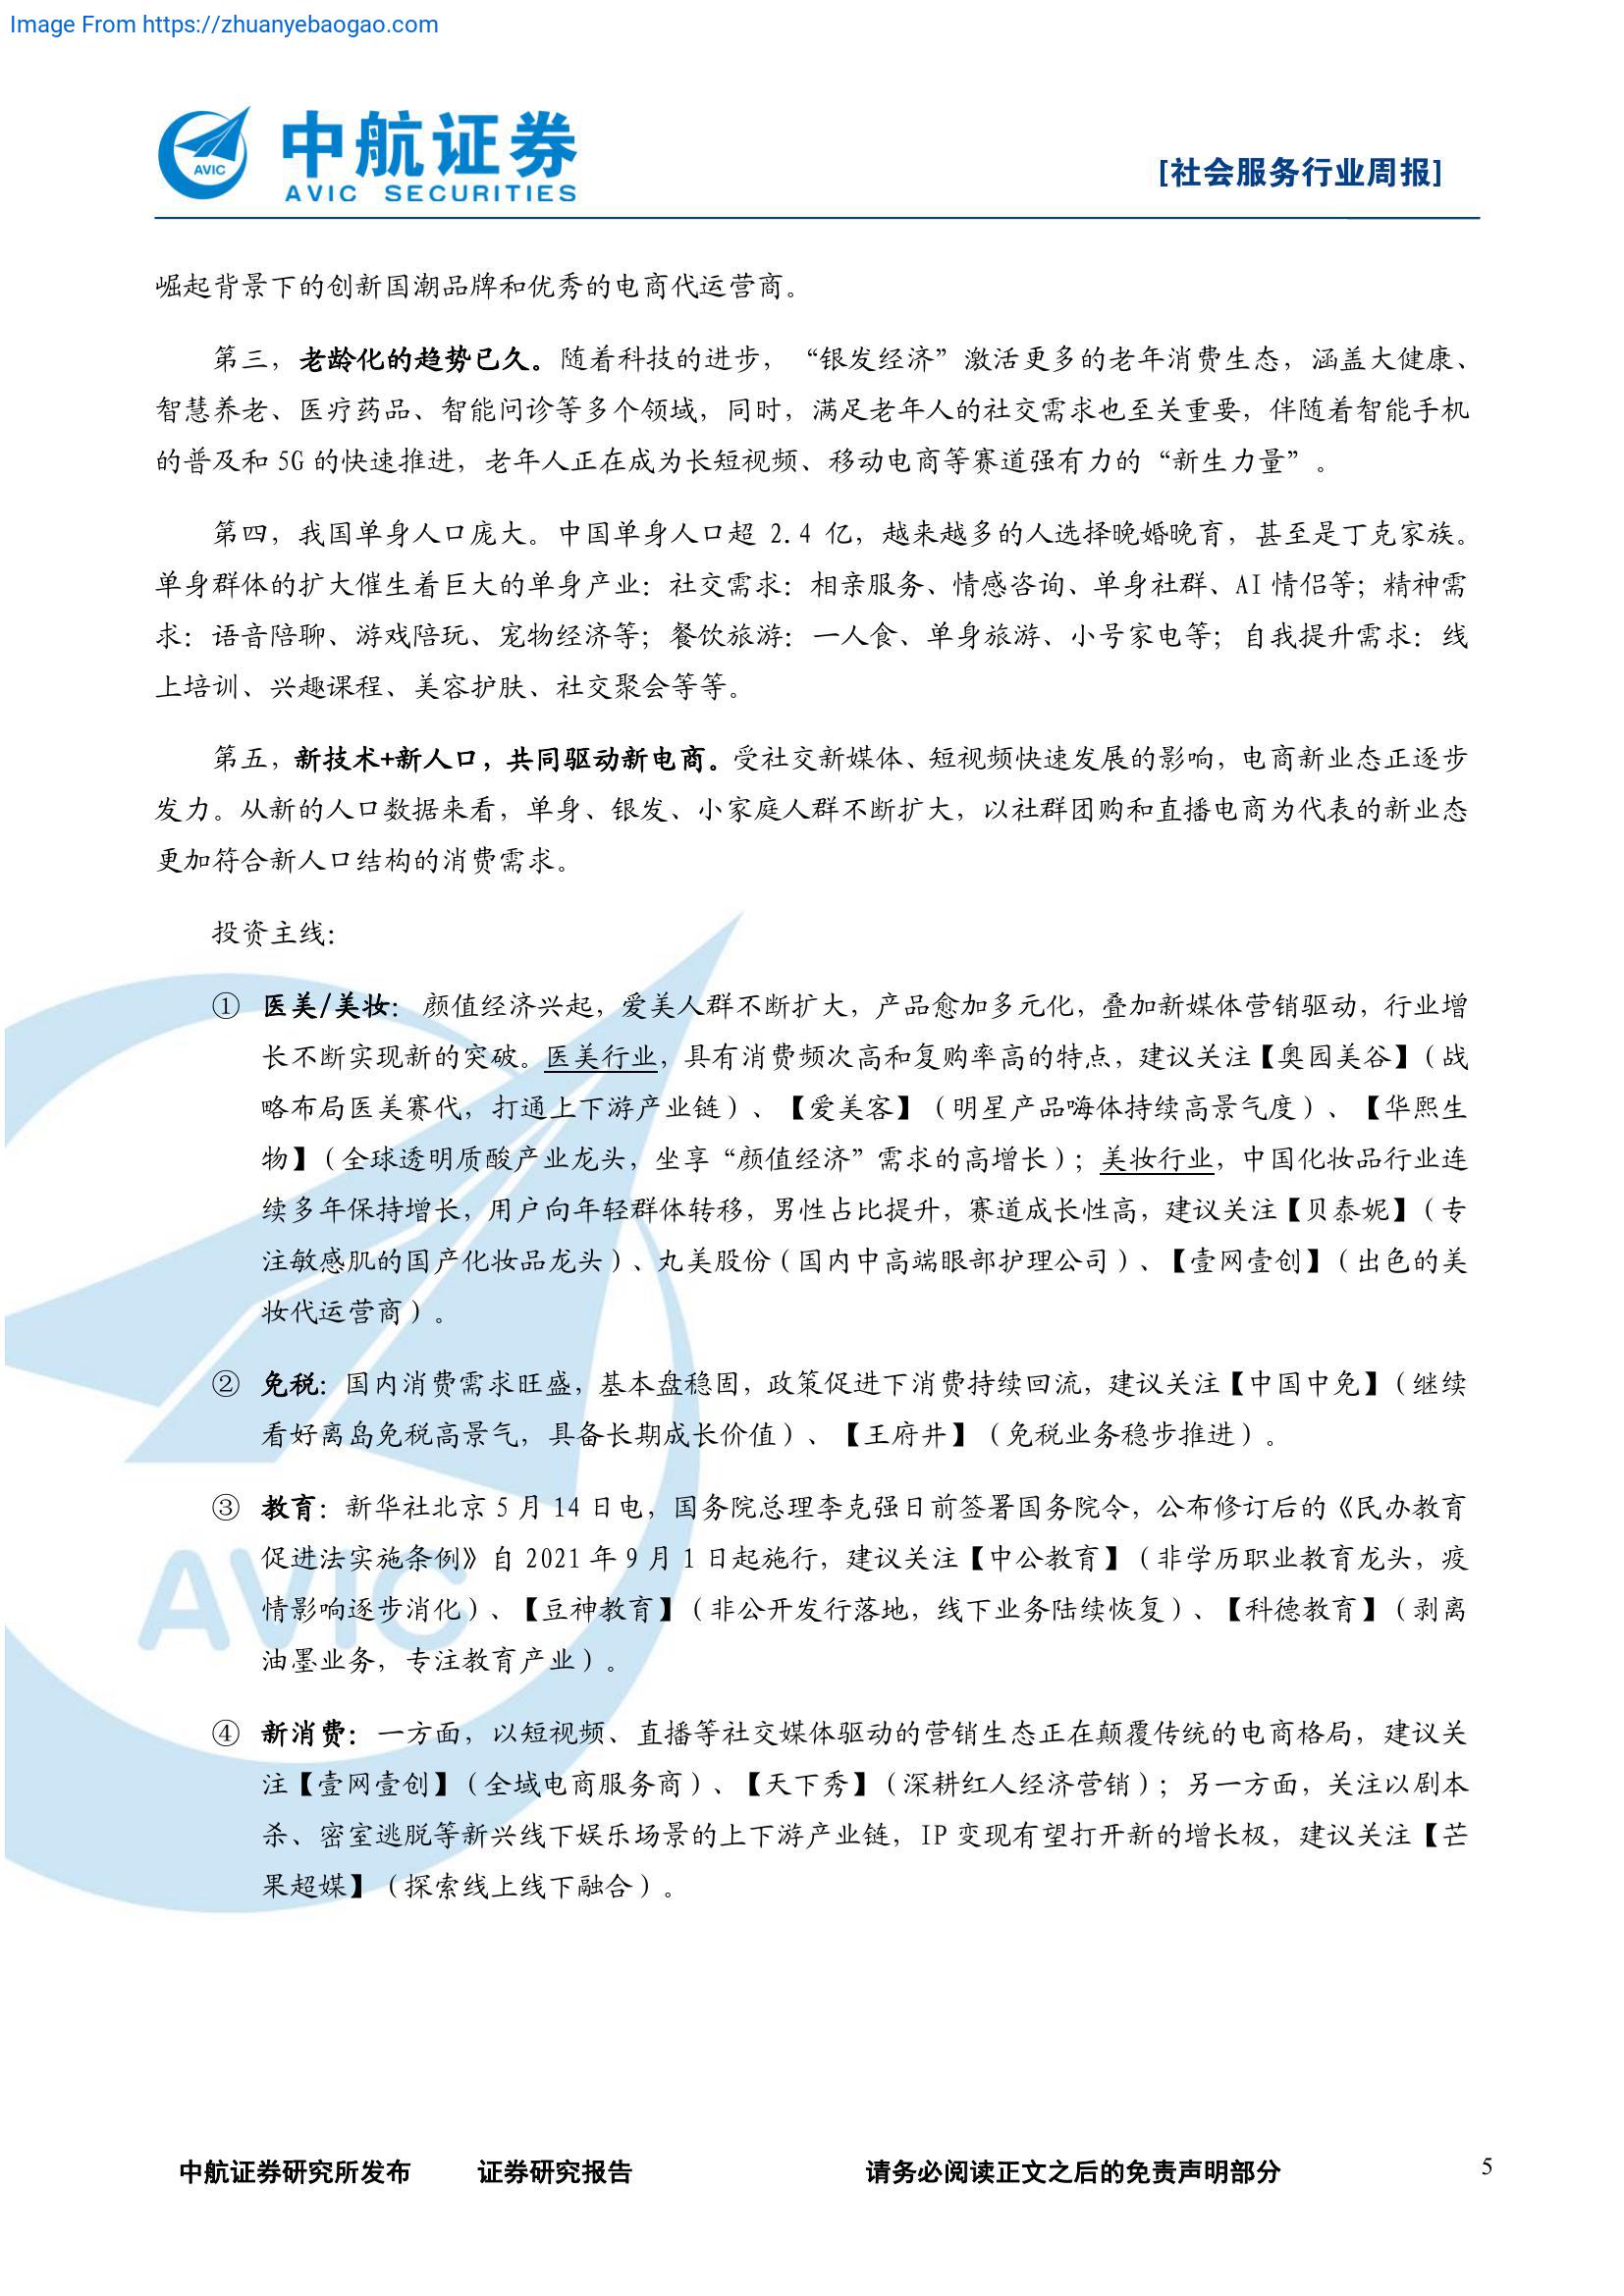 Image From https://zhuanyebaogao.com
中航证券
AVIC SECURITIES
AVIC
[社会服务行业周报]
崛起背景下的创新国潮品牌和优秀的电商代运营商。
第三，老龄化的趋势已久。随着科技的进步，“银发经济”激活更多的老年消费生态，涵盖大健康、
智慧养老、医疗药品、智能问诊等多个领域，同时，满足老年人的社交需求也至关重要，伴随着智能手机
的普及和 5G 的快速推进，老年人正在成为长短视频、移动电商等赛道强有力的“新生力量”。
第四，我国单身人口庞大。中国单身人口超 2.4 亿，越来越多的人选择晚婚晚育，甚至是丁克家族。
单身群体的扩大催生着巨大的单身产业：社交需求：相亲服务、情感咨询、单身社群、AI 情侣等；精神需
求：语音陪聊、游戏陪玩、宠物经济等；餐饮旅游：一人食、单身旅游、小号家电等；自我提升需求：线
上培训、兴趣课程、美容护肤、社交聚会等等。
第五，新技术+新人口，共同驱动新电商。受社交新媒体、短视频快速发展的影响，电商新业态正逐步
发力。从新的人口数据来看，单身、银发、小家庭人群不断扩大，以社群团购和直播电商为代表的新业态
更加符合新人口结构的消费需求。
投资主线：
① 医美/美妆：颜值经济兴起，爱美人群不断扩大，产品愈加多元化，叠加新媒体营销驱动，行业增
长不断实现新的突破。医美行业，具有消费频次高和复购率高的特点，建议关注【奥园美谷】（战
略布局医美赛代，打通上下游产业链）、【爱美客】（明星产品嗨体持续高景气度）、【华熙生
物】（全球透明质酸产业龙头，坐享“颜值经济”需求的高增长）；美妆行业，中国化妆品行业连
续多年保持增长，用户向年轻群体转移，男性占比提升，赛道成长性高，建议关注【贝泰妮】（专
注敏感肌的国产化妆品龙头）、丸美股份（国内中高端眼部护理公司）、【壹网壹创】（出色的美
妆代运营商）。
② 免税：国内消费需求旺盛，基本盘稳固，政策促进下消费持续回流，建议关注【中国中免】（继续
看好离岛免税高景气，具备长期成长价值）、【王府井】（免税业务稳步推进）。
③ 教育：新华社北京 5 月 14 日电，国务院总理李克强日前签署国务院令，公布修订后的《民办教育
促进法实施条例》自 2021 年 9 月 1 日起施行，建议关注【中公教育】（非学历职业教育龙头，疫
情影响逐步消化）、【豆神教育】（非公开发行落地，线下业务陆续恢复）、【科德教育】（剥离
油墨业务，专注教育产业）。
④ 新消费：一方面，以短视频、直播等社交媒体驱动的营销生态正在颠覆传统的电商格局，建议关
注【壹网壹创】（全域电商服务商）、【天下秀】（深耕红人经济营销）；另一方面，关注以剧本
杀、密室逃脱等新兴线下娱乐场景的上下游产业链，IP 变现有望打开新的增长极，建议关注【芒
果超媒】（探索线上线下融合）。
AVIC
中航证券研究所发布 证券研究报告 请务必阅读正文之后的免责声明部分 5